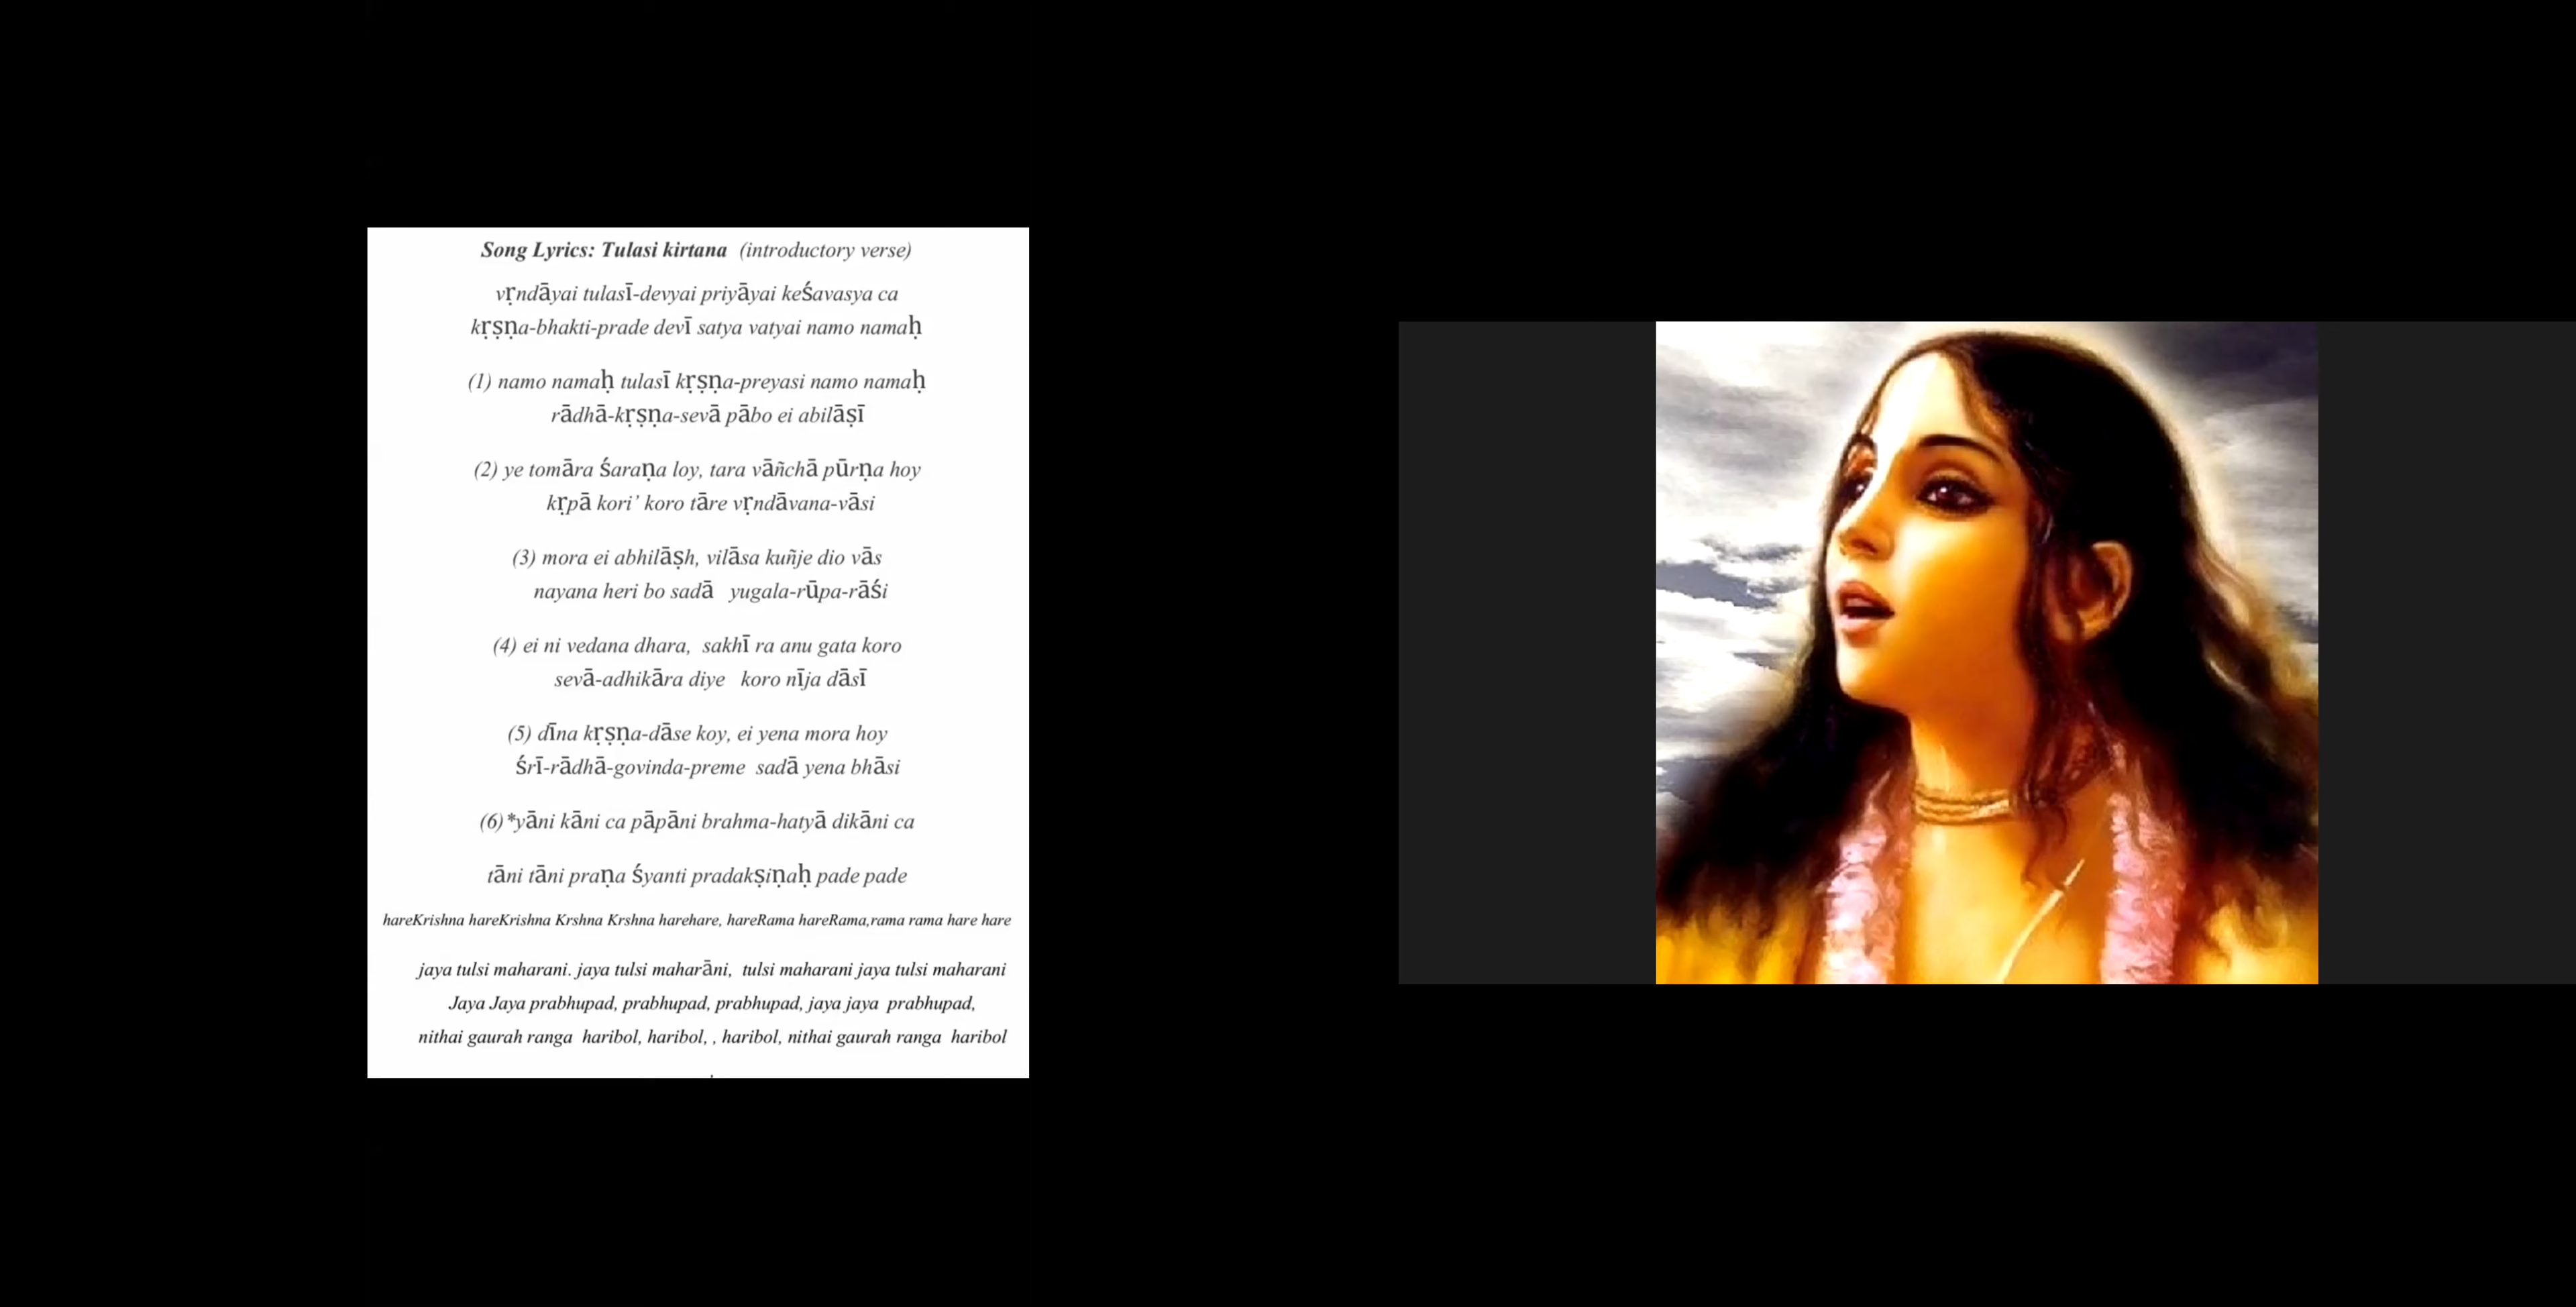 Song Lyrics: Tulasi kirtana (introductory verse)
vṛndāyai tulasī-devyai priyāyai keśavasya ca
kṛṣṇa-bhakti-prade devī satya vatyai namo namaḥ
(1) namo namaḥ tulasī kṛṣṇa-preyasi namo namaḥ
rādhā-kṛṣṇa-sevā pābo ei abilāṣī
(2) ye tomāra śaraṇa loy, tara vāñchā pūrṇa hoy
kṛpā kori’ koro tāre vṛndāvana-vāsi
(3) mora ei abhilāṣh, vilāsa kuñje dio vās
nayana heri bo sadā yugala-rūpa-rāśi
(4) ei ni vedana dhara, sakhī ra anu gata koro
sevā-adhikāra diye koro nīja dāsī
(5) dīna kṛṣṇa-dāse koy, ei yena mora hoy
śrī-rādhā-govinda-preme sadā yena bhāsi
(6)*yāni kāni ca pāpāni brahma-hatyā dikāni ca
tāni tāni praṇa śyanti pradakṣiṇaḥ pade pade
hareKrishna hareKrishna Krshna Krshna harehare, hareRama hareRama,rama rama hare hare
jaya tulsi maharani. jaya tulsi maharāni, tulsi maharani jaya tulsi maharani
Jaya Jaya prabhupad, prabhupad, prabhupad, jaya jaya prabhupad,
nithai gaurah ranga haribol, haribol, , haribol, nithai gaurah ranga haribol